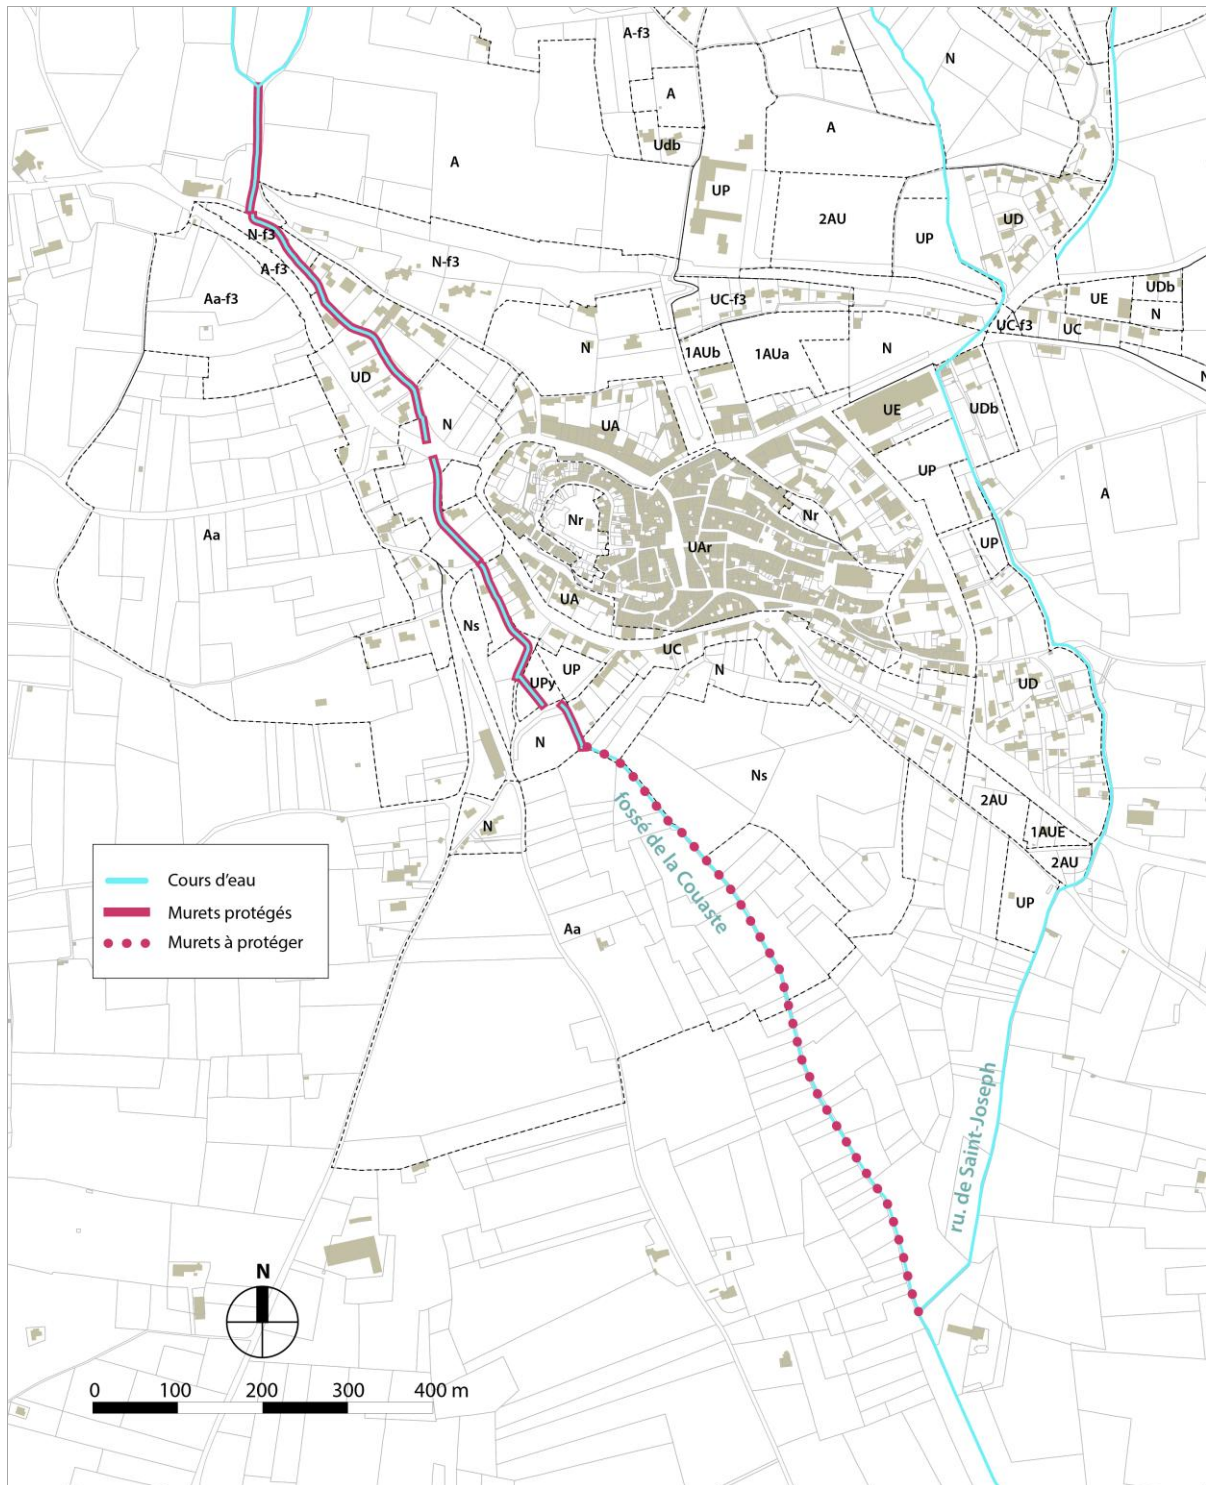 A-f3
N
A
A
Udb
A
UP
2AU
UP
UD
N-f3
N-f3
A-f3
Aa-f3
UC-f3
UE
UDb
N
UC-f3
UC
N
1AUb
1AUa
N
N
UD
N
UA
UE
UDb
UP
A
Nr
Nr
Aa
UAr
UP
UA
Ns
UC
UP
N
UPy
UD
N
Ns
2AU
1AUE
2AU
N
UP
Aa
fossé de la Couaste
ru. de Saint-Joseph
Cours d'eau
Murets protégés
Murets à protéger
N
0 100 200 300 400 m